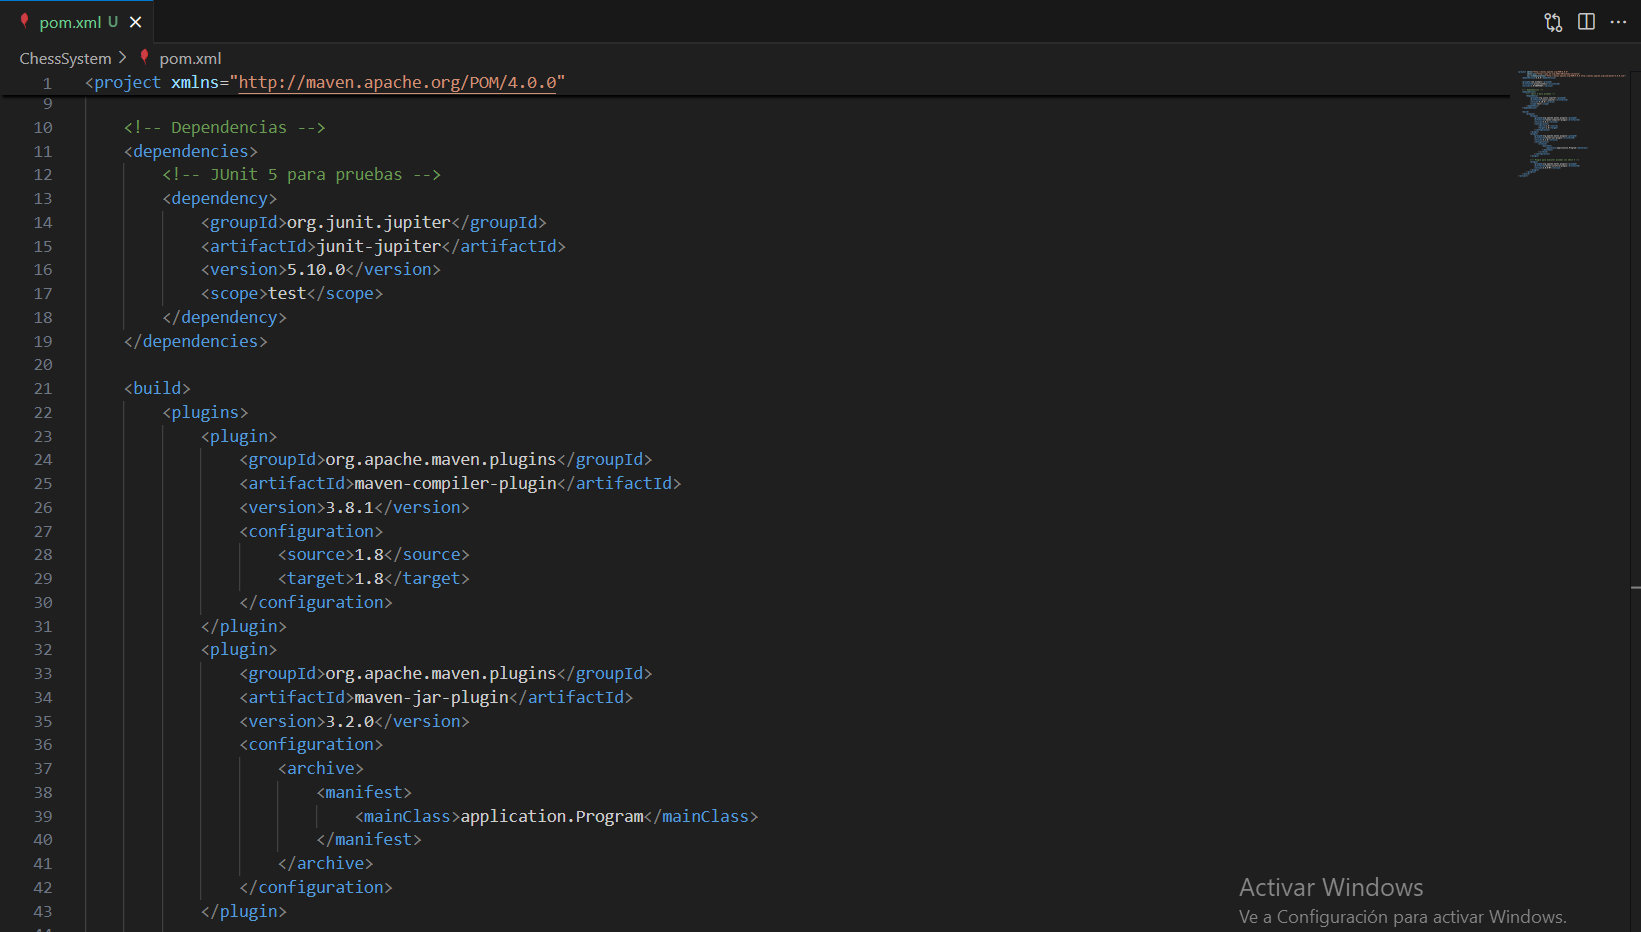 pom.xml U
ChessSystem > pom.xml
1 <project xmlns="http://maven.apache.org/POM/4.0.0"
9
10 <!-- Dependencias -->
11 <dependencies>
12 <!-- JUnit 5 para pruebas -->
13 <dependency>
14 <groupId>org.junit.jupiter</groupId>
15 <artifactId>junit-jupiter</artifactId>
16 <version>5.10.0</version>
17 <scope>test</scope>
18 </dependency>
19 </dependencies>
20
21 <build>
22 <plugins>
23 <plugin>
24 <groupId>org.apache.maven.plugins</groupId>
25 <artifactId>maven-compiler-plugin</artifactId>
26 <version>3.8.1</version>
27 <configuration>
28 <source>1.8</source>
29 <target>1.8</target>
30 </configuration>
31 </plugin>
32 <plugin>
33 <groupId>org.apache.maven.plugins</groupId>
34 <artifactId>maven-jar-plugin</artifactId>
35 <version>3.2.0</version>
36 <configuration>
37 <archive>
38 <manifest>
39 <mainClass>application.Program</mainClass>
40 </manifest>
41 </archive>
42 </configuration>
43 </plugin>
Activar Windows
Ve a Configuración para activar Windows.